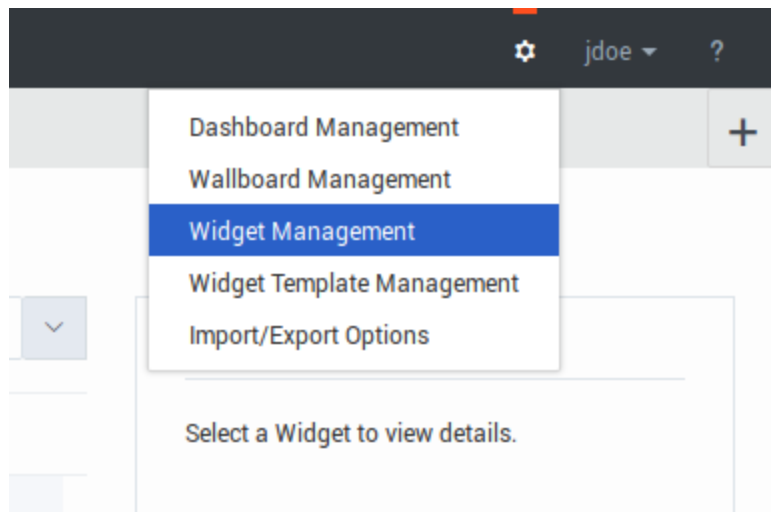 jdoe ?
Dashboard Management
Wallboard Management
Widget Management
Widget Template Management
Import/Export Options
Select a Widget to view details.